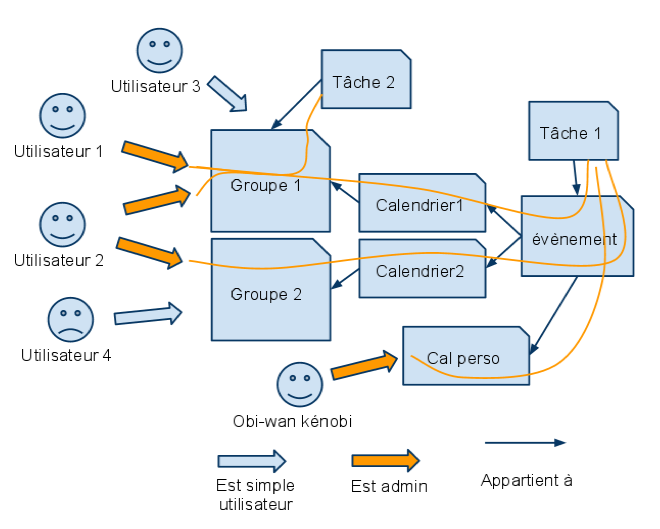 Utilisateur 3
Tâche 2
Utilisateur 1
Tâche 1
Groupe 1
Calendrier1
Utilisateur 2
évènement
Calendrier2
Groupe 2
Utilisateur 4
Cal perso
Obi-wan kénobi
Est simple
utilisateur
Est admin
Appartient à